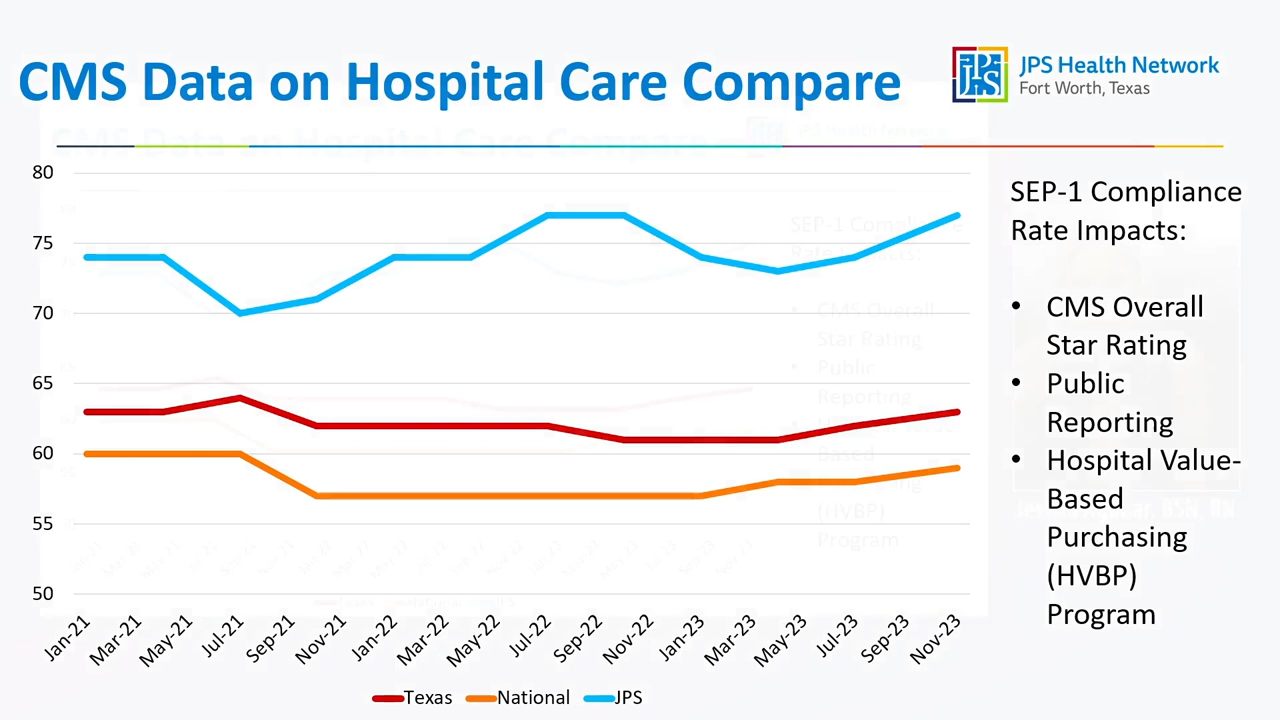 CMS Data on Hospital Care Compare
JPS
JPS Health Network
Fort Worth, Texas
80
75
70
65
60
55
50
Jan-21
Mar-21
May-21
Jul-21
Sep-21
Nov-21
Jan-22
Mar-22
May-22
Jul-22
Sep-22
Nov-22
Jan-23
Mar-23
May-23
Jul-23
Sep-23
Nov-23
Texas
National
JPS
SEP-1 Compliance
Rate Impacts:
• CMS Overall
Star Rating
• Public
Reporting
• Hospital Value-
Based
Purchasing
(HVBP)
Program